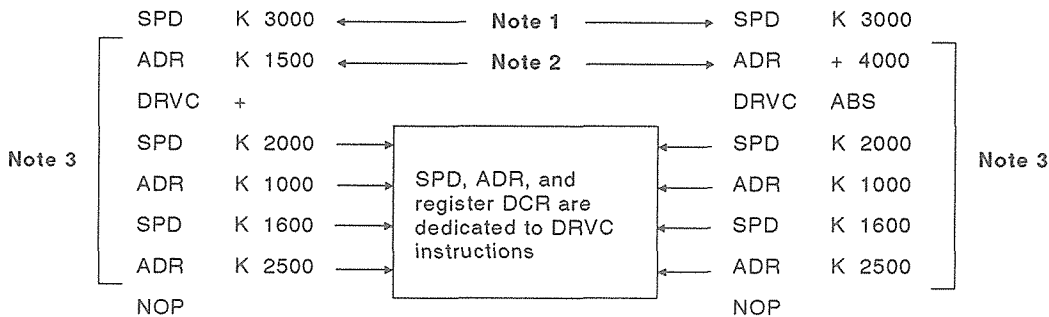 SPD K 3000 Note 1 SPD K 3000
ADR K 1500 Note 2 ADR + 4000
DRVC + DRVC ABS
SPD K 2000 SPD K 2000
Note 3 Note 3
ADR K 1000 ADR K 1000
SPD K 1600 SPD K 1600
ADR K 2500 ADR K 2500
NOP NOP
SPD, ADR, and
register DCR are
dedicated to DRVC
instructions